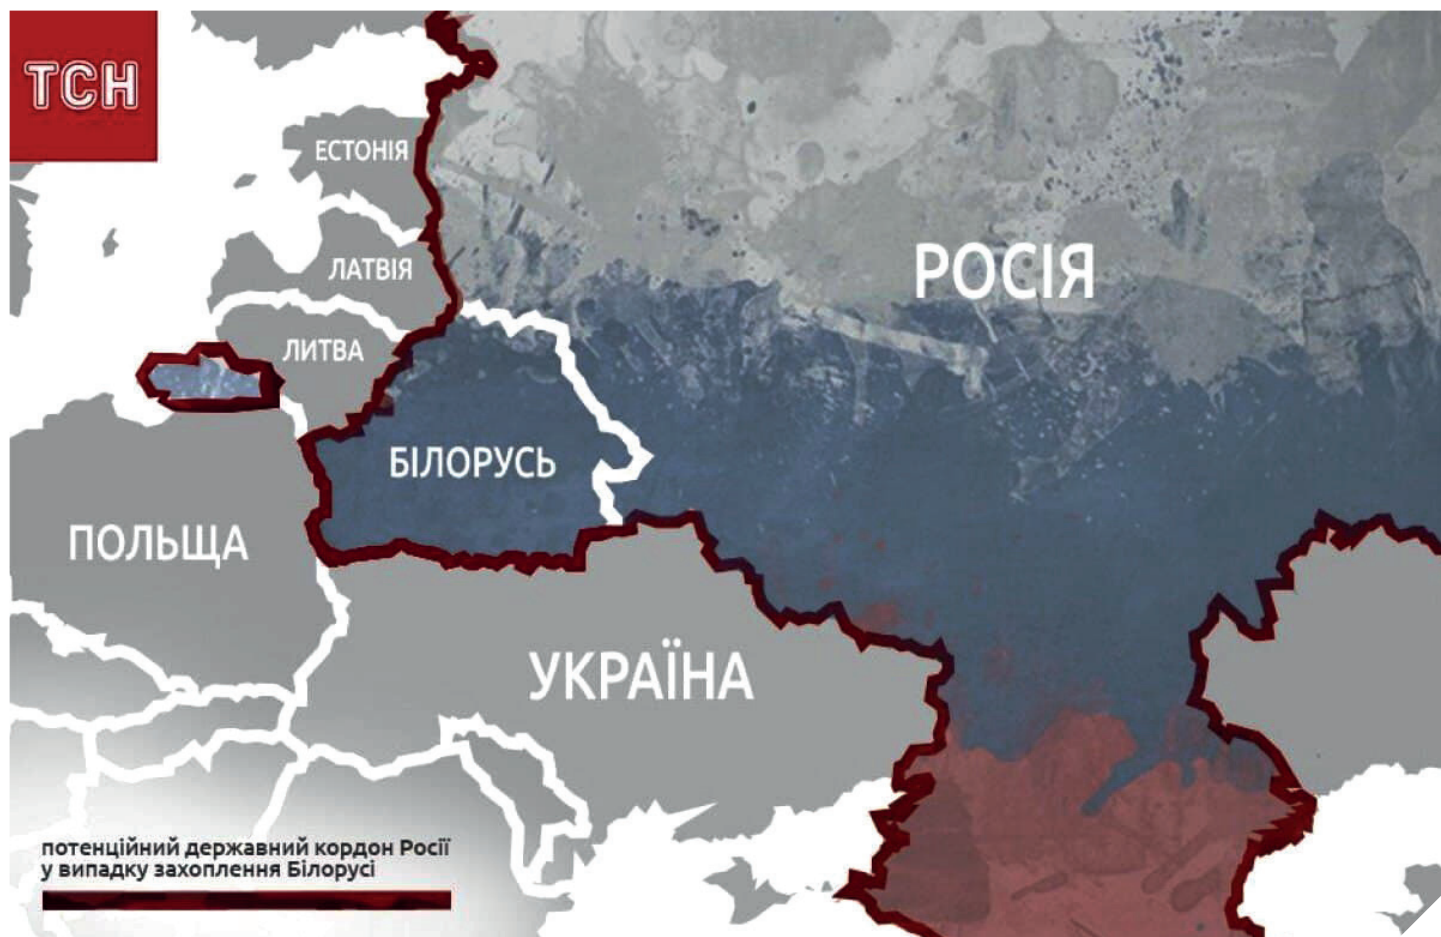 ТСН
ЕСТОНІЯ
ЛАТВІЯ
ЛИТВА
РОСІЯ
БІЛОРУСЬ
ПОЛЬЩА
УКРАЇНА
потенційний державний кордон Росії
у випадку захоплення Білорусі